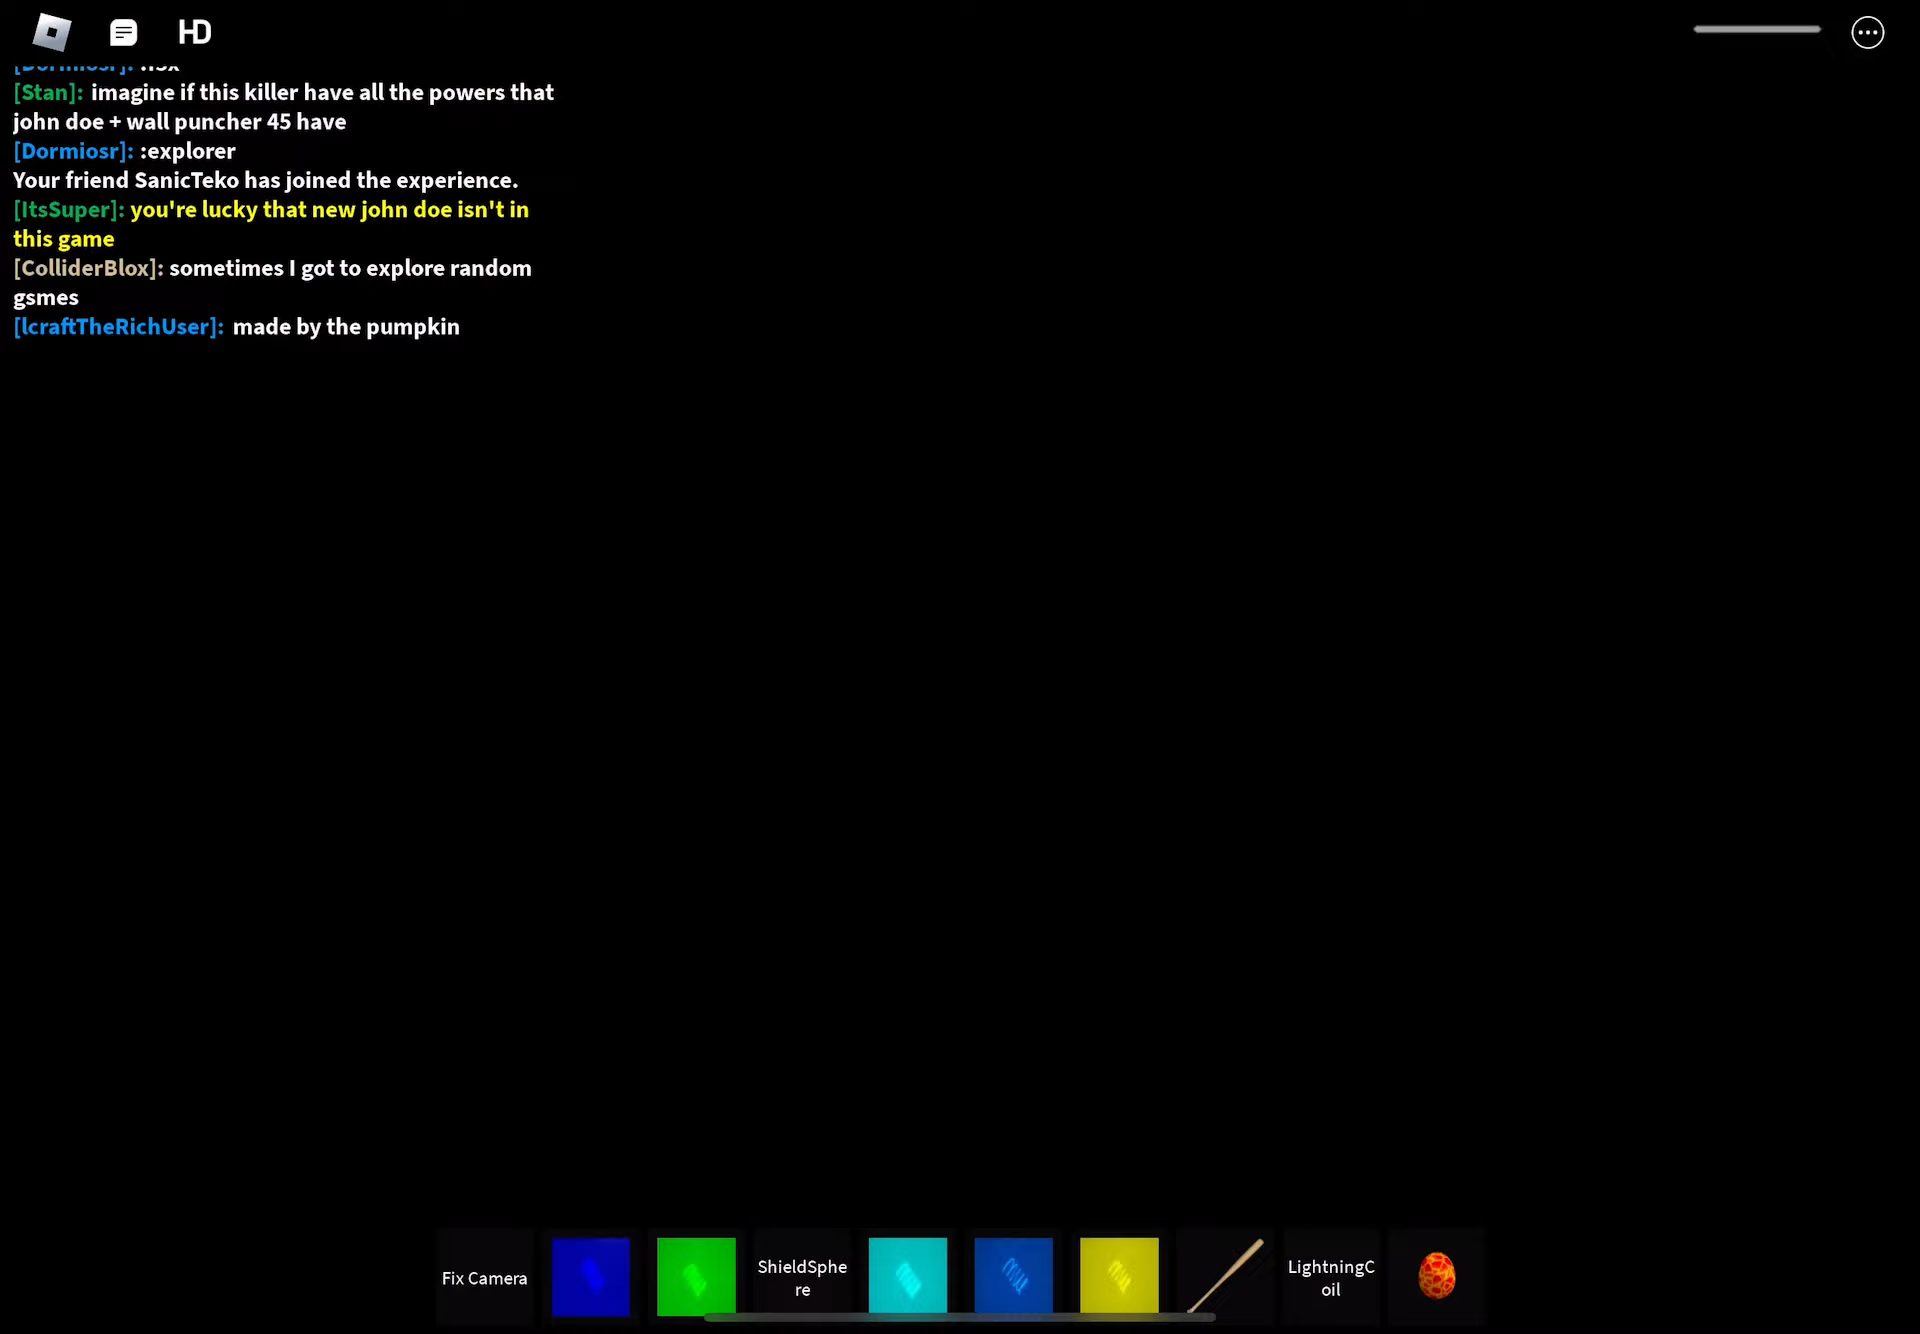 HD
[Stan]: imagine if this killer have all the powers that
john doe + wall puncher 45 have
[Dormiosr]: :explorer
Your friend SanicTeko has joined the experience.
[ItsSuper]: you're lucky that new john doe isn't in
this game
[ColliderBlox]: sometimes I got to explore random
gsmes
[lcraftTheRichUser]: made by the pumpkin
Fix Camera
ShieldSphe
re
LightningC
oil